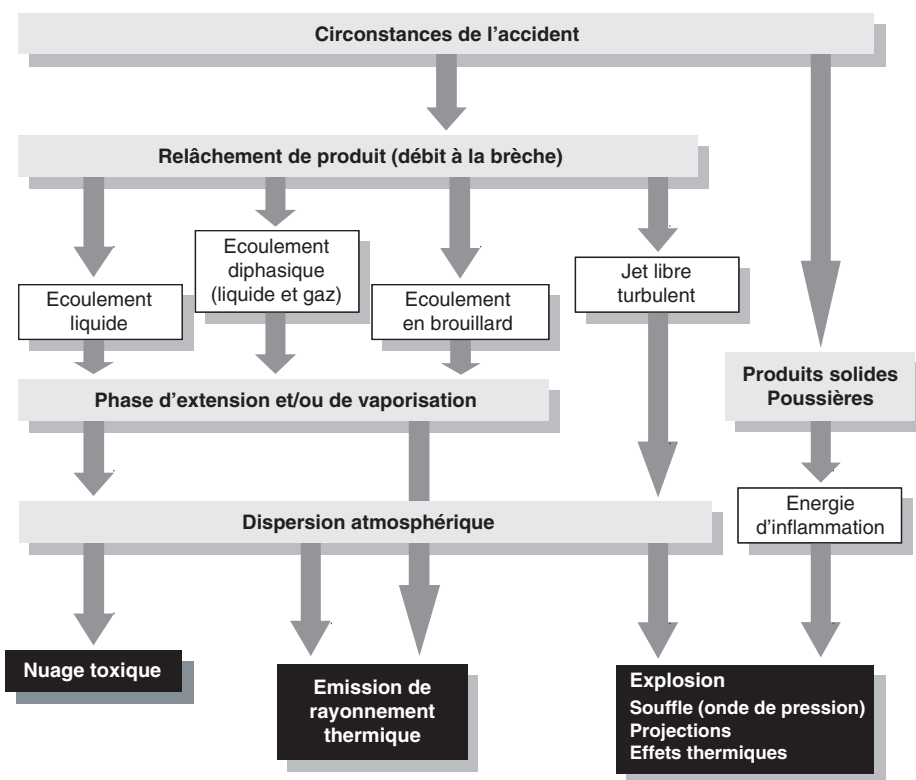 Circonstances de l'accident
Relâchement de produit (débit à la brèche)
Ecoulement
liquide
Ecoulement
diphasique
(liquide et gaz)
Ecoulement
en brouillard
Jet libre
turbulent
Produits solides
Poussières
Phase d'extension et/ou de vaporisation
Energie
d'inflammation
Dispersion atmosphérique
Nuage toxique
Emission de
rayonnement
thermique
Explosion
Souffle (onde de pression)
Projections
Effets thermiques